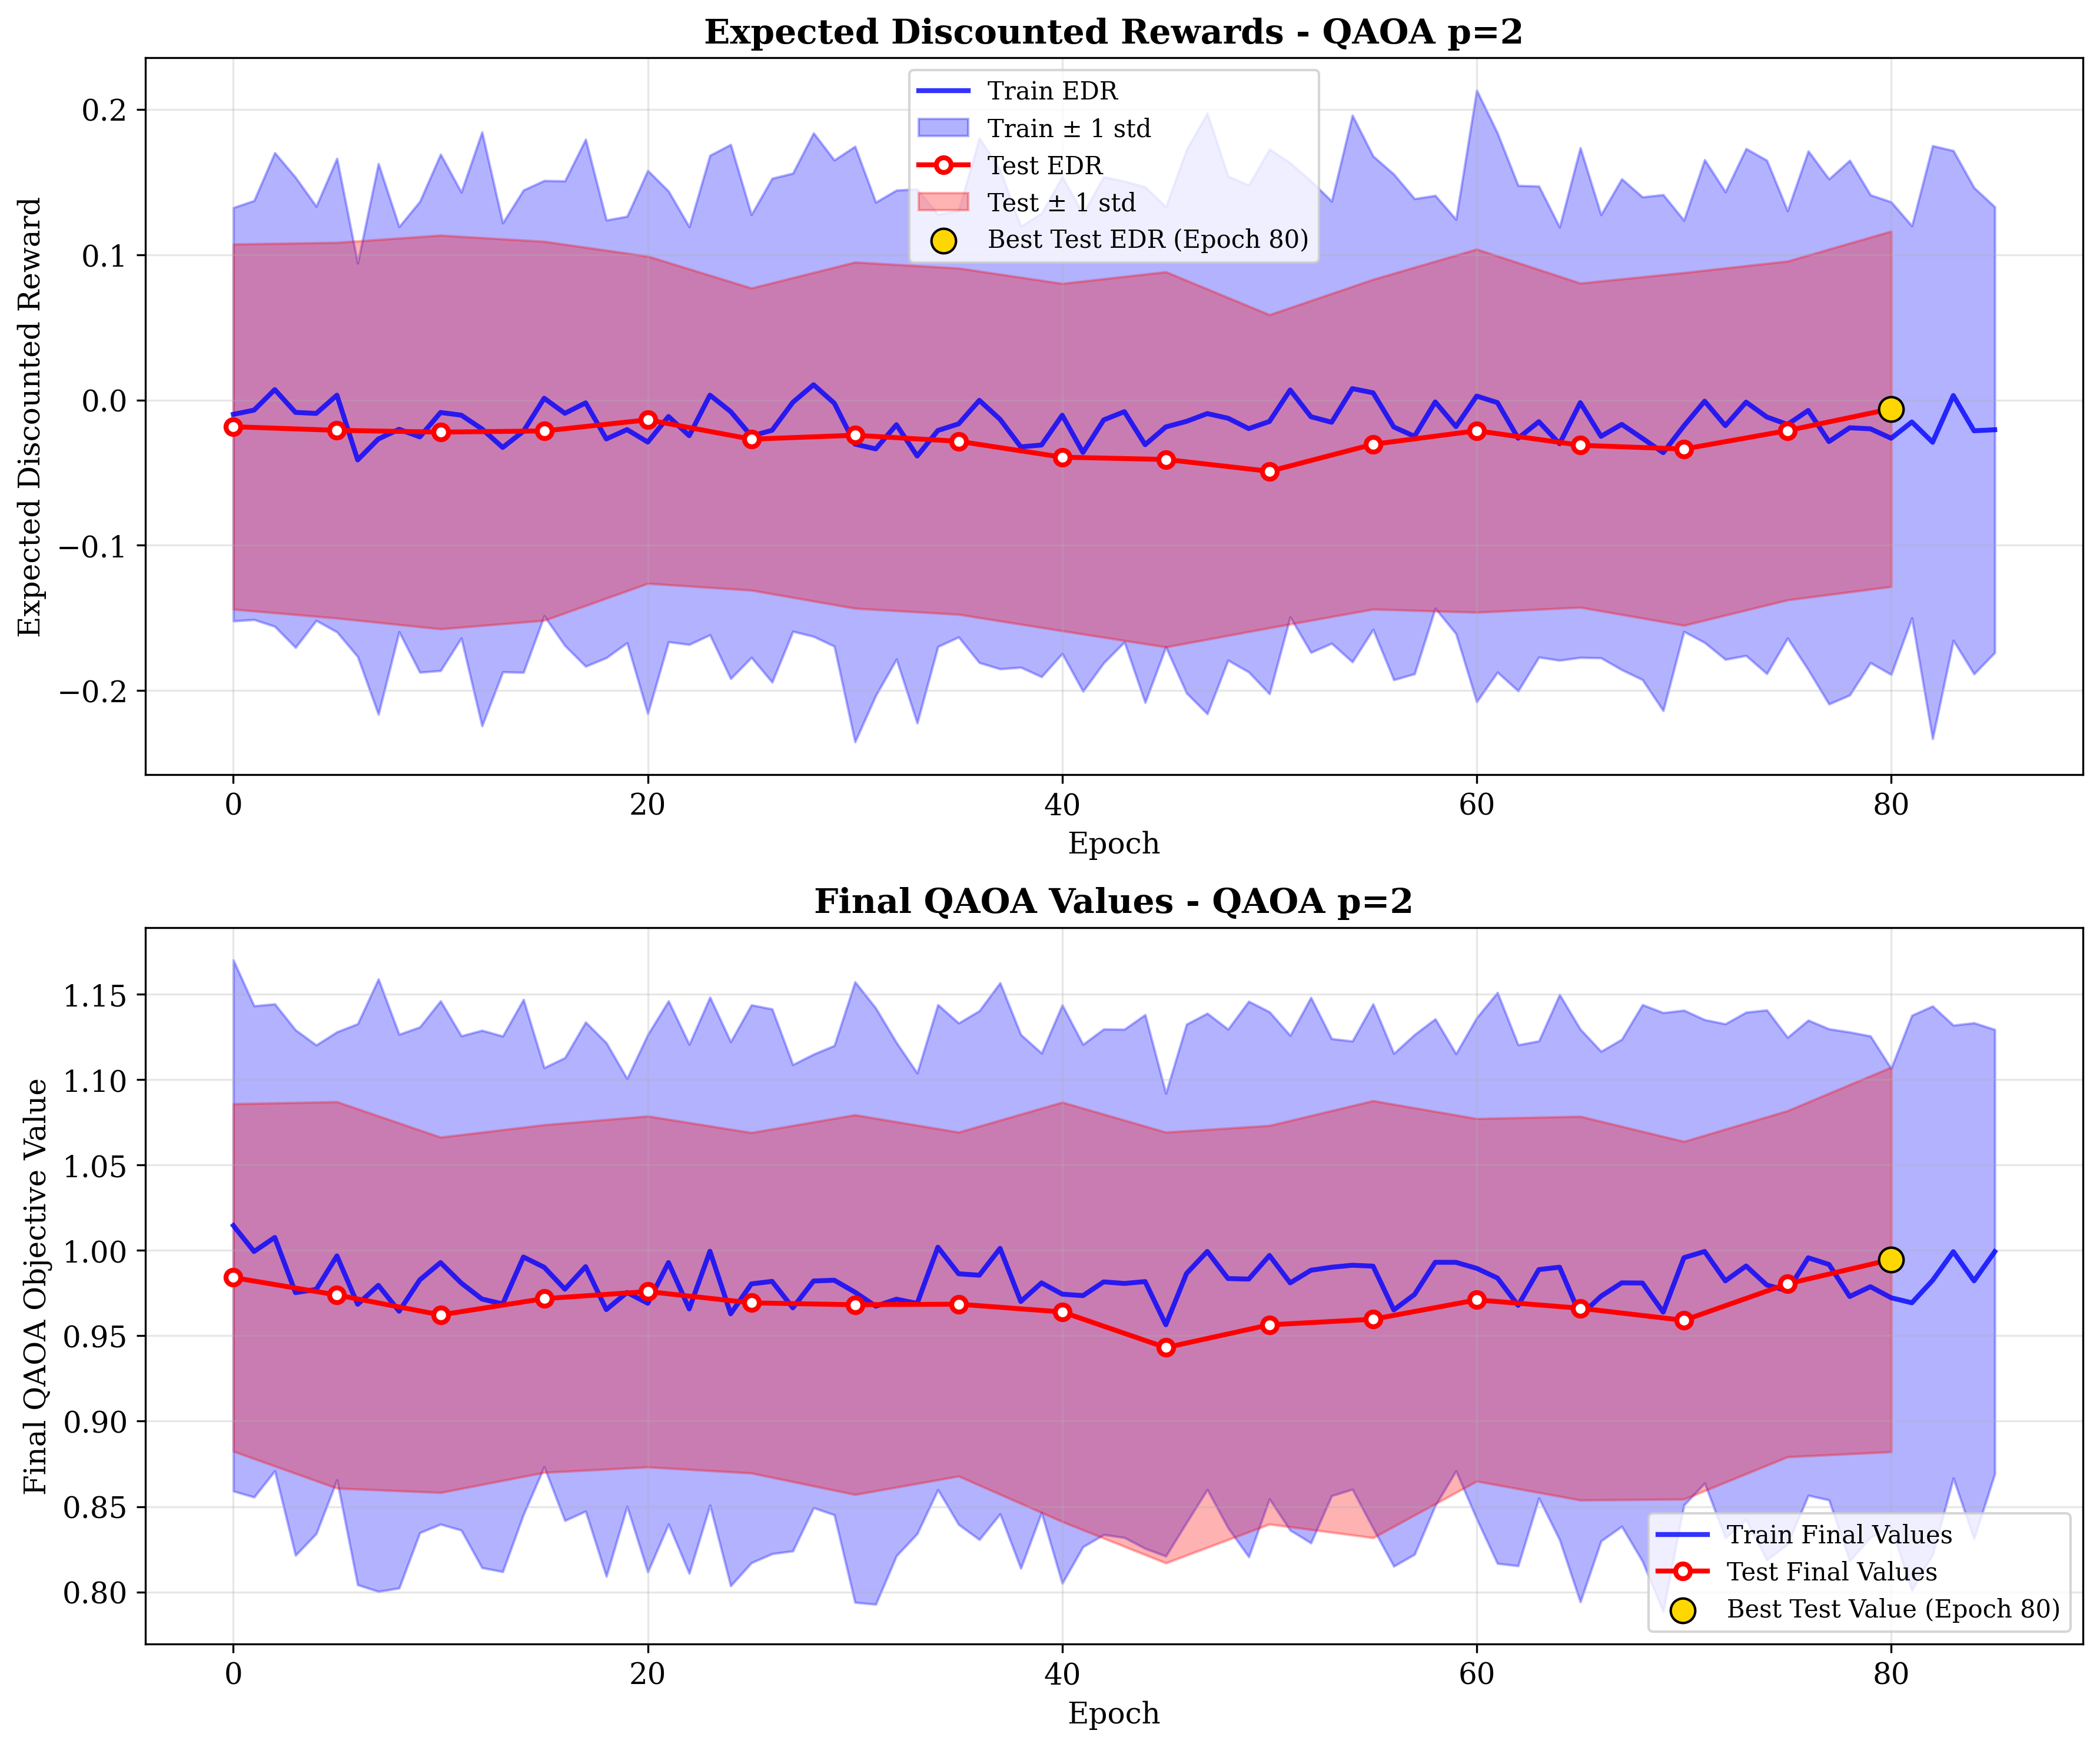 Expected Discounted Rewards - QAOA p=2
Expected Discounted Reward
0.2
0.1
0.0
−0.1
−0.2
Train EDR
Train ± 1 std
Test EDR
Test ± 1 std
Best Test EDR (Epoch 80)
0 20 40 60 80
Epoch
Final QAOA Values - QAOA p=2
Final QAOA Objective Value
1.15
1.10
1.05
1.00
0.95
0.90
0.85
0.80
Train Final Values
Test Final Values
Best Test Value (Epoch 80)
0 20 40 60 80
Epoch